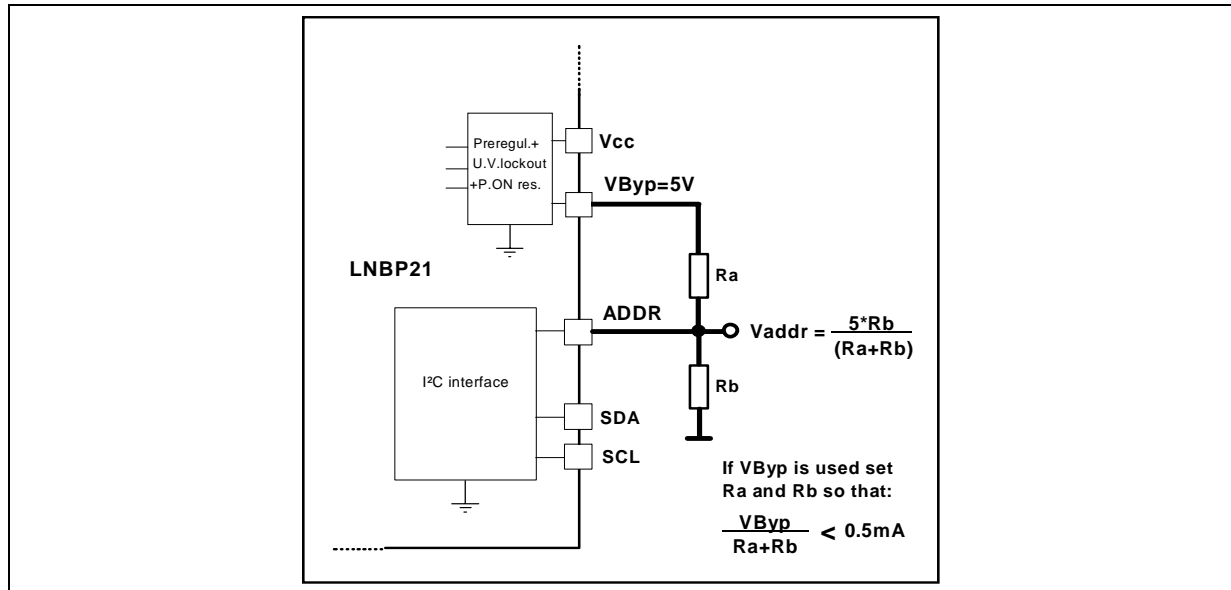 Preregul.+
U.V.lockout
+P.ON res.
Vcc
VByp=5V
LNBP21
Ra
ADDR
Vaddr = 5*Rb
(Ra+Rb)
I²C interface
Rb
SDA
SCL
If VByp is used set
Ra and Rb so that:
VByp
Ra+Rb
< 0.5mA